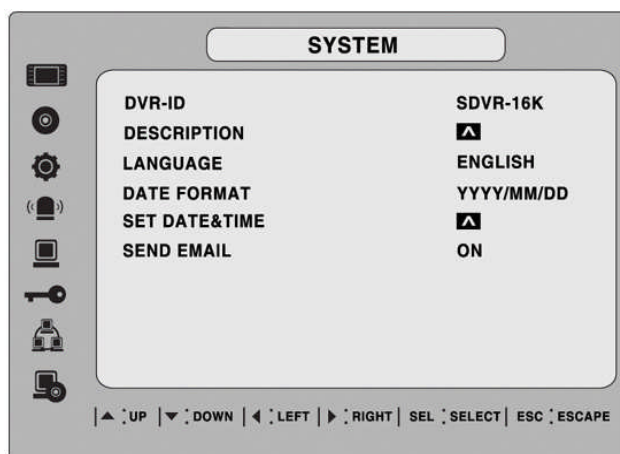 SYSTEM
DVR-ID SDVR-16K
DESCRIPTION
LANGUAGE ENGLISH
DATE FORMAT YYYY/MM/DD
SET DATE&TIME
SEND EMAIL ON
▲ : UP | ▼ : DOWN | ◀ : LEFT | ▶ : RIGHT | SEL : SELECT | ESC : ESCAPE